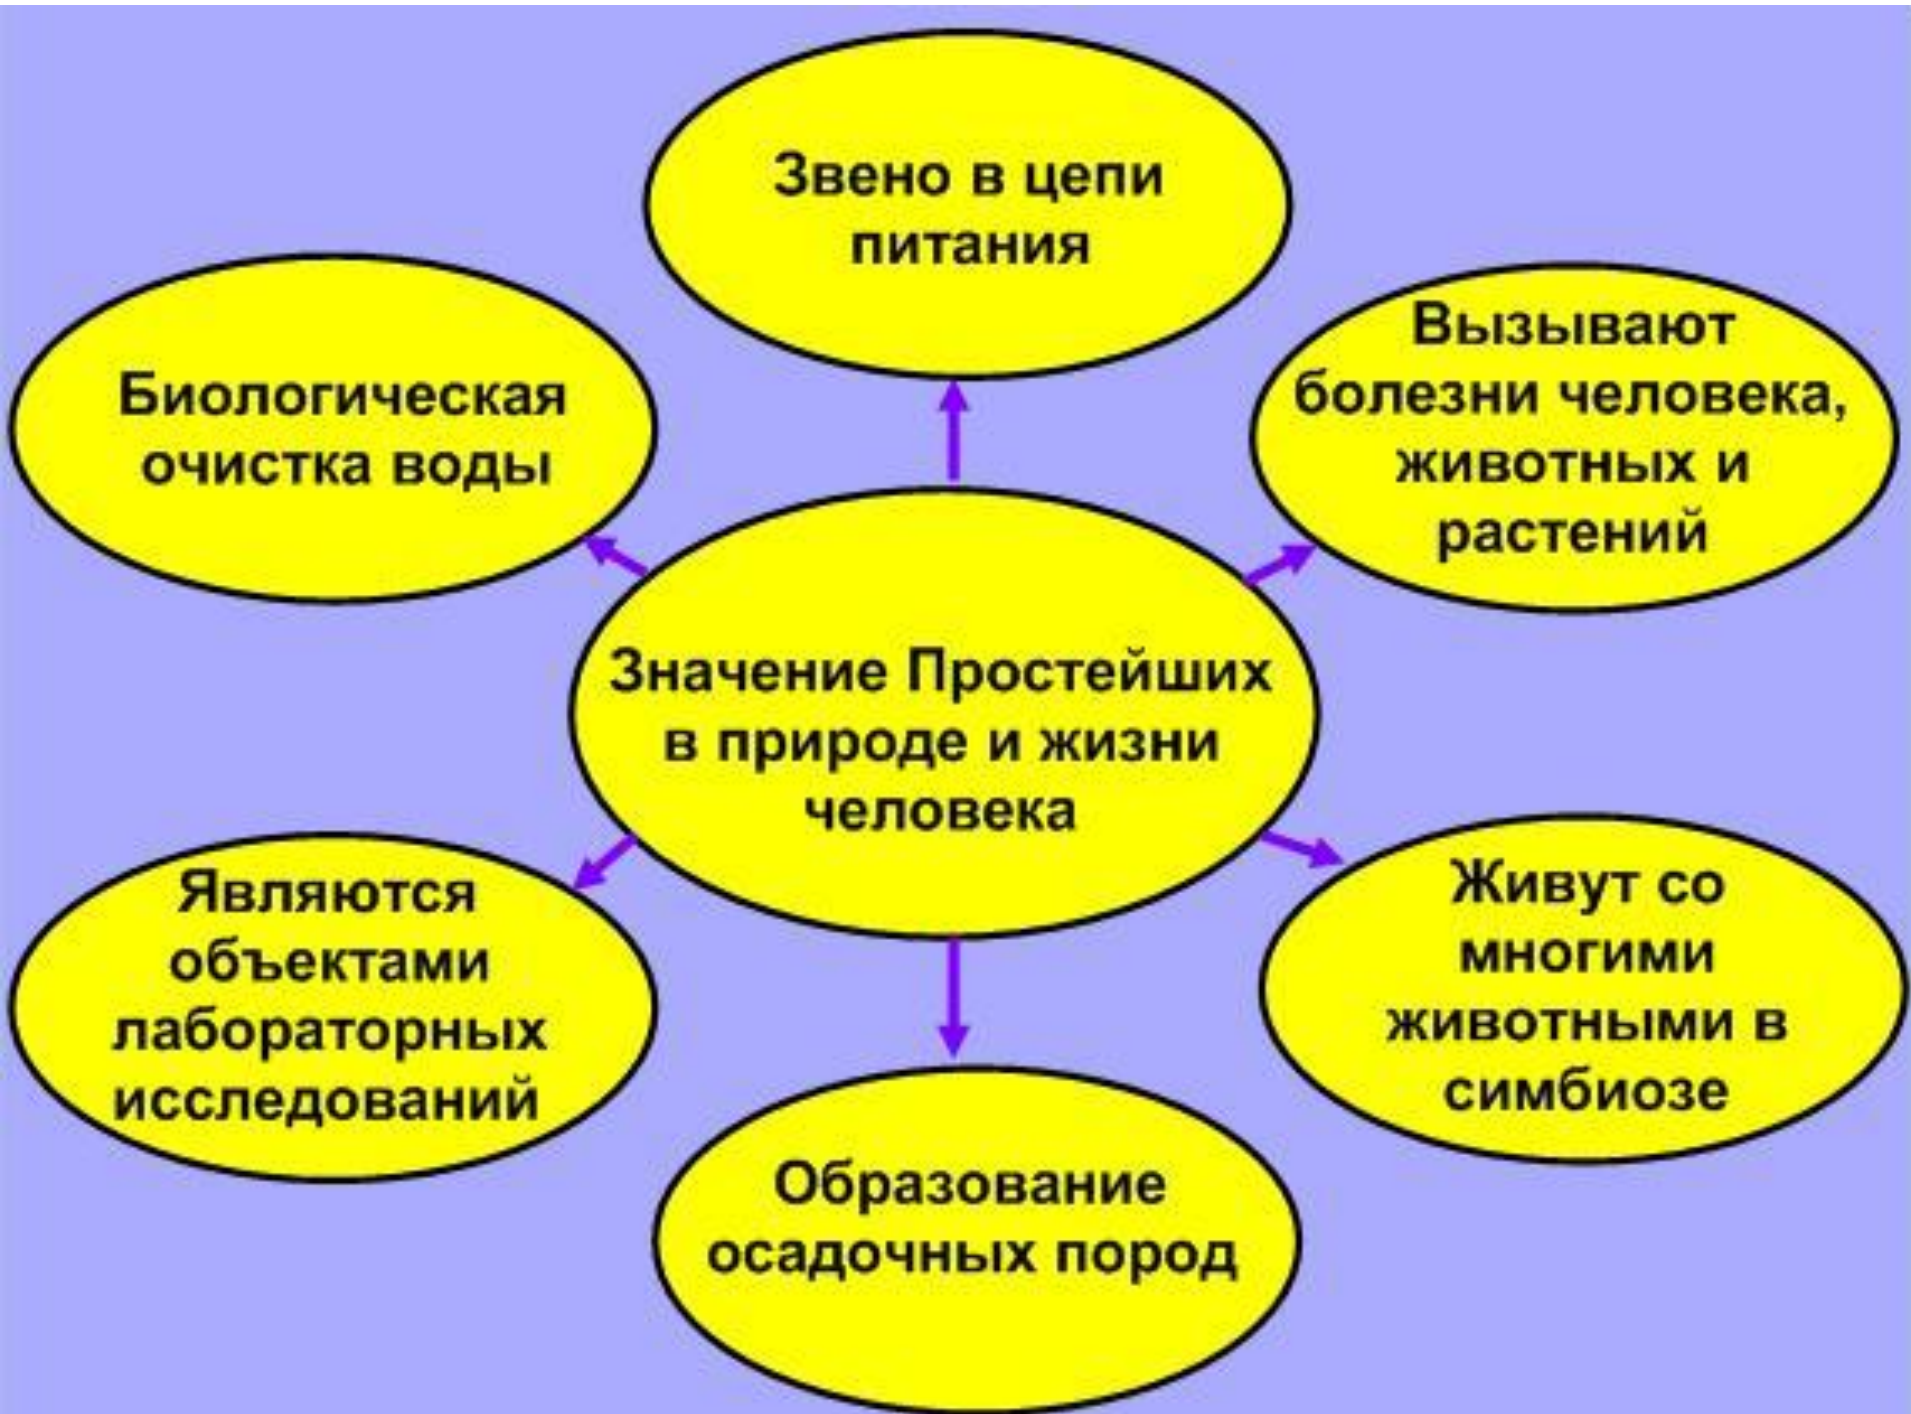 Звено в цепи
питания
Биологическая
очистка воды
Вызывают
болезни человека,
животных и
растений
Значение Простейших
в природе и жизни
человека
Являются
объектами
лабораторных
исследований
Живут со
многими
животными в
симбиозе
Образование
осадочных пород